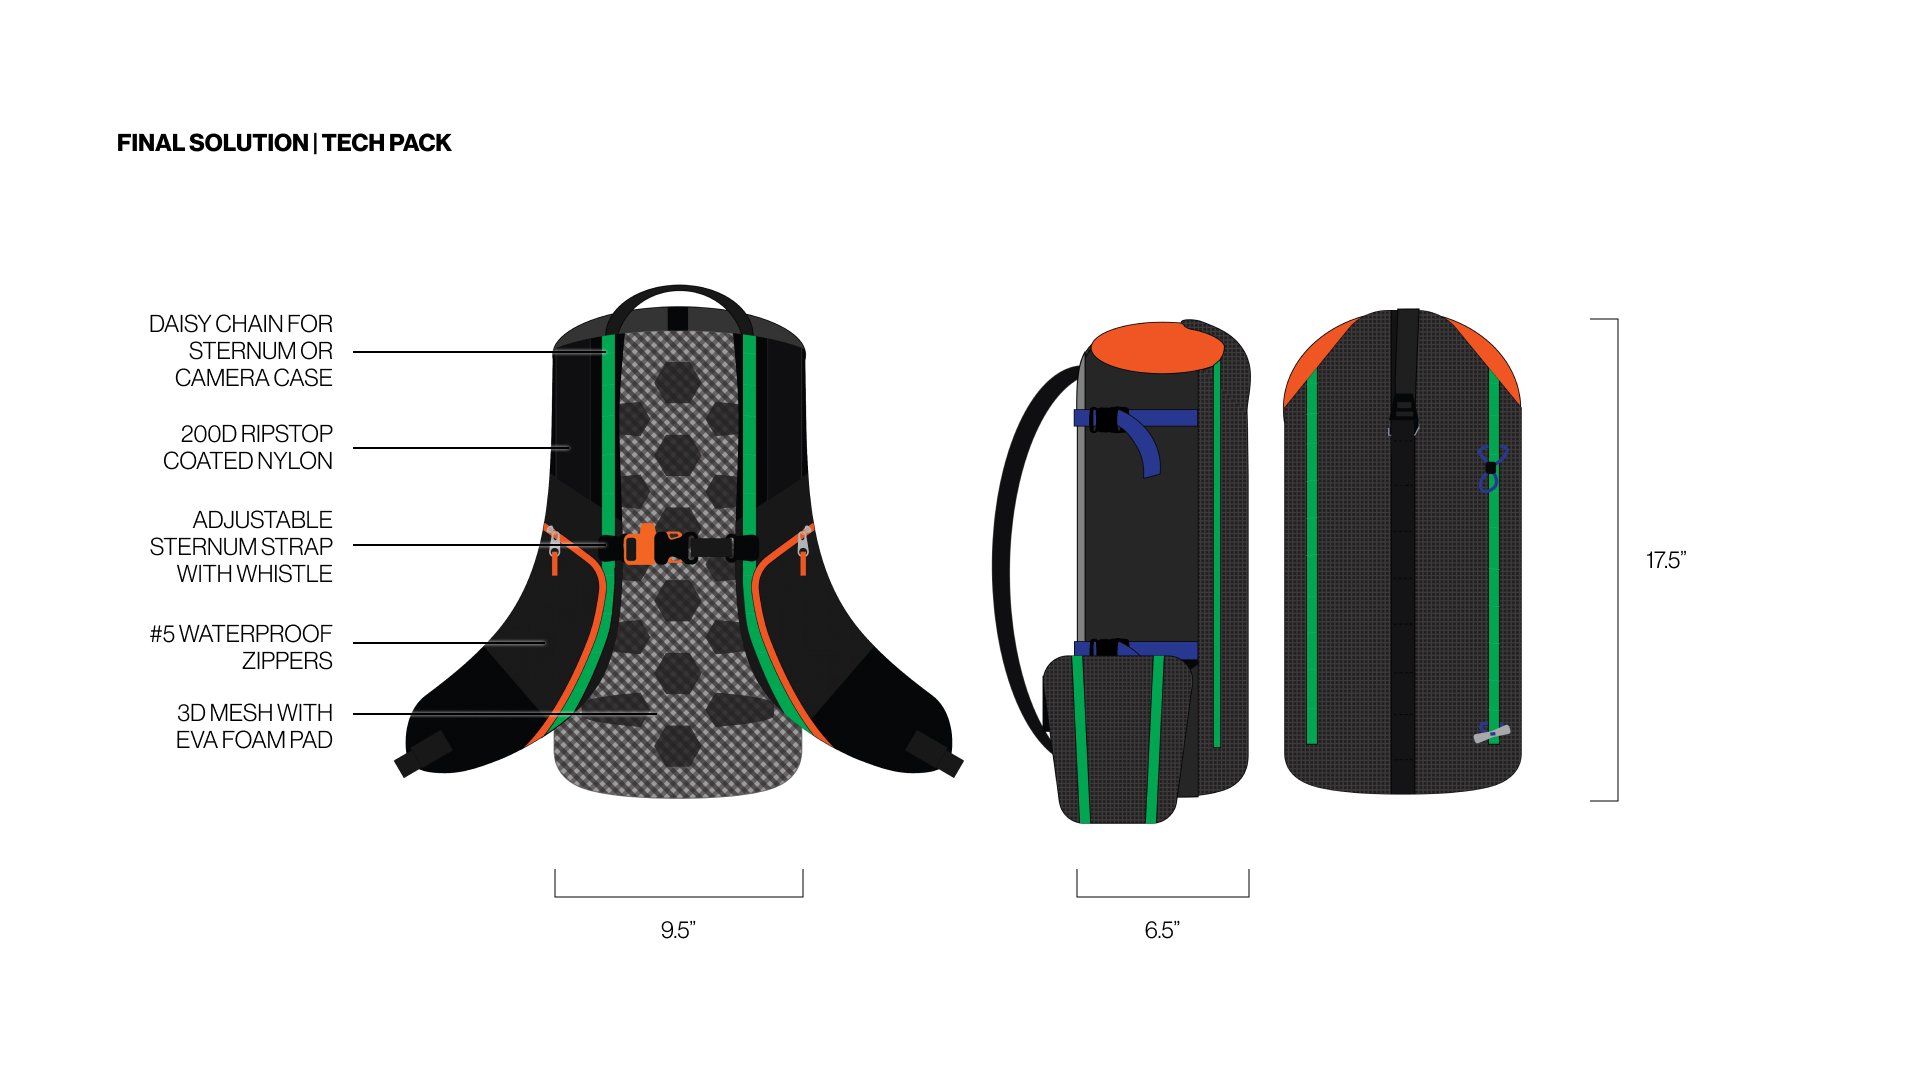 FINAL SOLUTION | TECH PACK
DAISY CHAIN FOR
STERNUM OR
CAMERA CASE
200D RIPSTOP
COATED NYLON
ADJUSTABLE
STERNUM STRAP
WITH WHISTLE
#5 WATERPROOF
ZIPPERS
3D MESH WITH
EVA FOAM PAD
9.5”
6.5”
17.5”